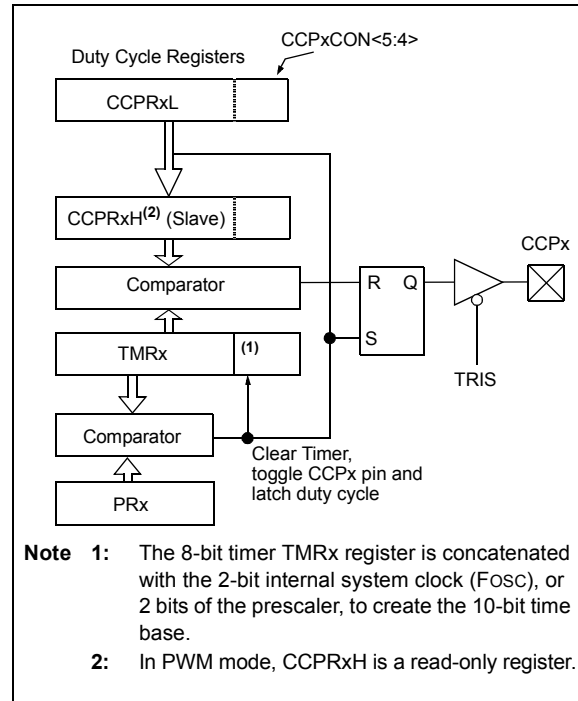 CCPxCON<5:4>
Duty Cycle Registers
CCPRxL
CCPRxH(2) (Slave)
CCPx
Comparator
R Q
TMRx (1)
S
TRIS
Comparator
Clear Timer,
toggle CCPx pin and
latch duty cycle
PRx
Note 1: The 8-bit timer TMRx register is concatenated
with the 2-bit internal system clock (FOSC), or
2 bits of the prescaler, to create the 10-bit time
base.
2: In PWM mode, CCPRxH is a read-only register.